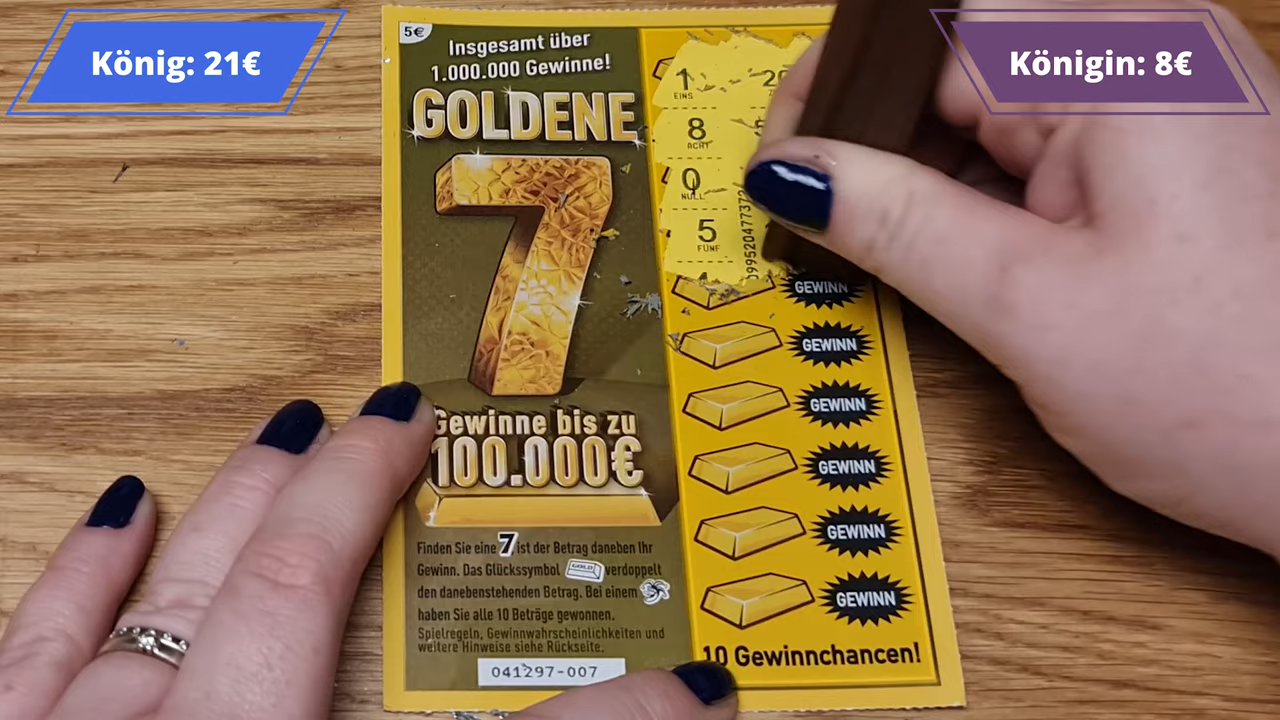 König: 21€
Königin: 8€
5€
Insgesamt über
1.000.000 Gewinne!
GOLDENE
7
Gewinne bis zu
100.000€
Finden Sie eine 7 ist der Betrag daneben Ihr
Gewinn. Das Glückssymbol GOLD verdoppelt
den danebenstehenden Betrag. Bei einem
haben Sie alle 10 Beträge gewonnen.
Spielregeln, Gewinnwahrscheinlichkeiten und
weitere Hinweise siehe Rückseite.
041297-007
1
EINS
8
ACHT
0
NULL
5
FÜNF
GEWINN
GEWINN
GEWINN
GEWINN
GEWINN
GEWINN
10 Gewinnchancen!